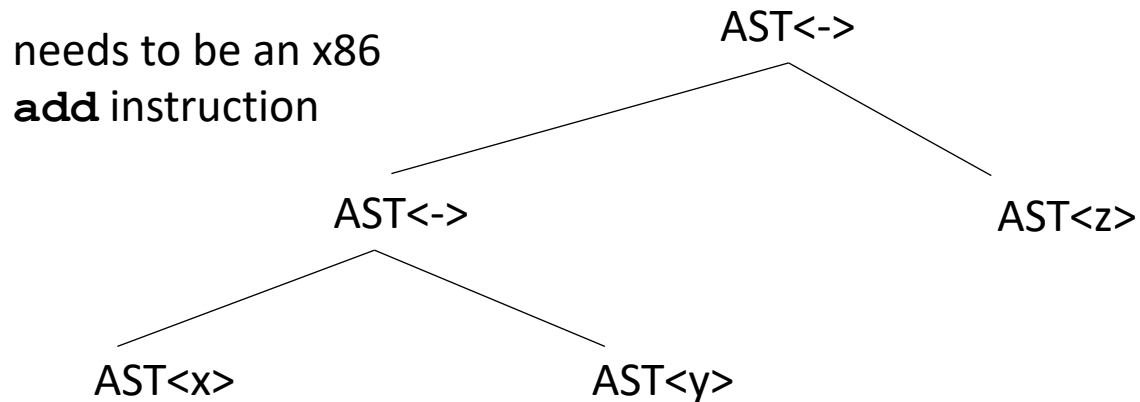 needs to be an x86
add instruction
AST<->
AST<->
AST<z>
AST<x>
AST<y>